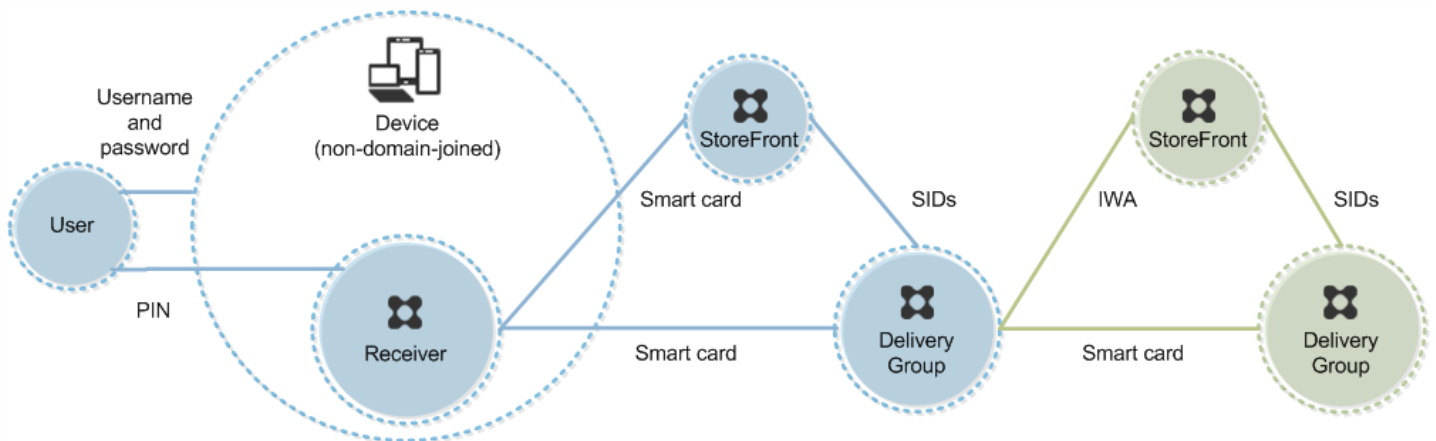 Username
and
password
User
PIN
Device
(non-domain-joined)
Receiver
Smart card
Smart card
StoreFront
SIDs
Delivery
Group
IWA
Smart card
StoreFront
SIDs
Delivery
Group